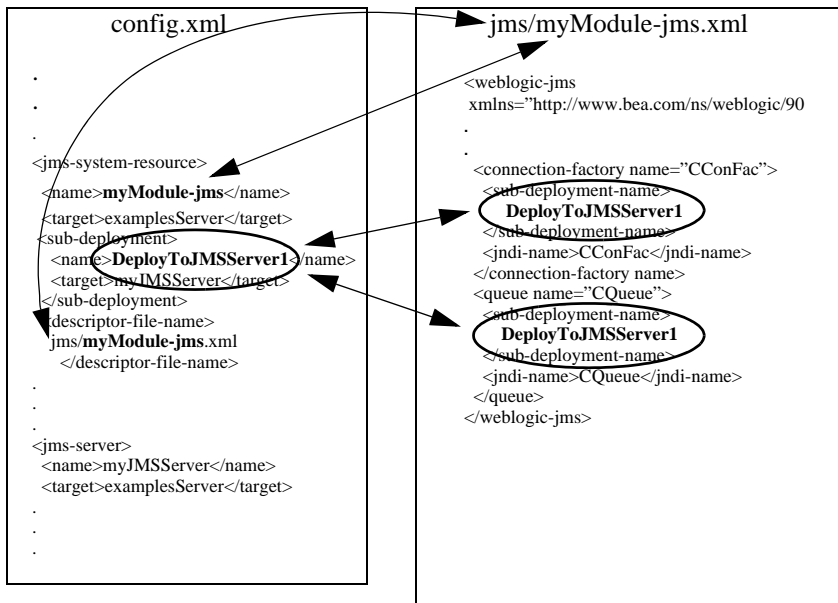 config.xml
.
.
.
<jms-system-resource>
<name>myModule-jms</name>
<target>examplesServer</target>
<sub-deployment>
<name>DeployToJMSServer1</name>
<target>myJMSServer</target>
</sub-deployment>
<descriptor-file-name>
jms/myModule-jms.xml
</descriptor-file-name>
.
.
.
<jms-server>
<name>myJMSServer</name>
<target>examplesServer</target>
.
.
.
jms/myModule-jms.xml
<weblogic-jms
xmlns=”http://www.bea.com/ns/weblogic/90
.
.
<connection-factory name=”CConFac”>
<sub-deployment-name>
DeployToJMSServer1
</sub-deployment-name>
<jndi-name>CConFac</jndi-name>
</connection-factory name>
<queue name=”CQueue”>
<sub-deployment-name>
DeployToJMSServer1
</sub-deployment-name>
<jndi-name>CQueue</jndi-name>
</queue>
</weblogic-jms>